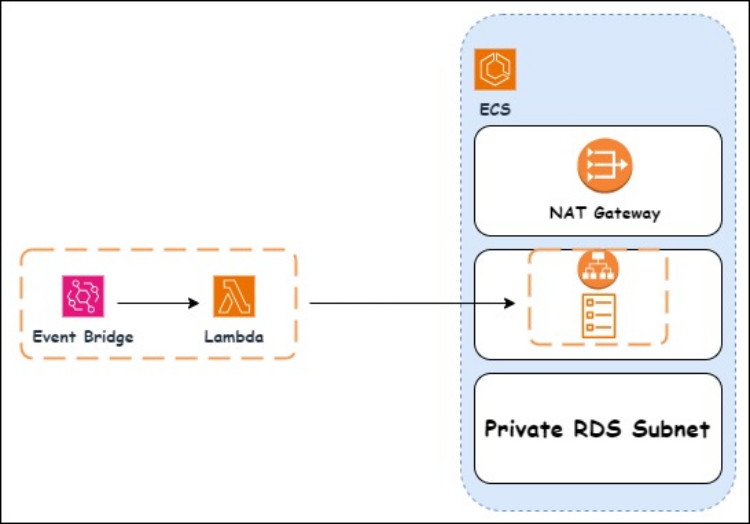 ECS
NAT Gateway
Event Bridge
Lambda
Private RDS Subnet